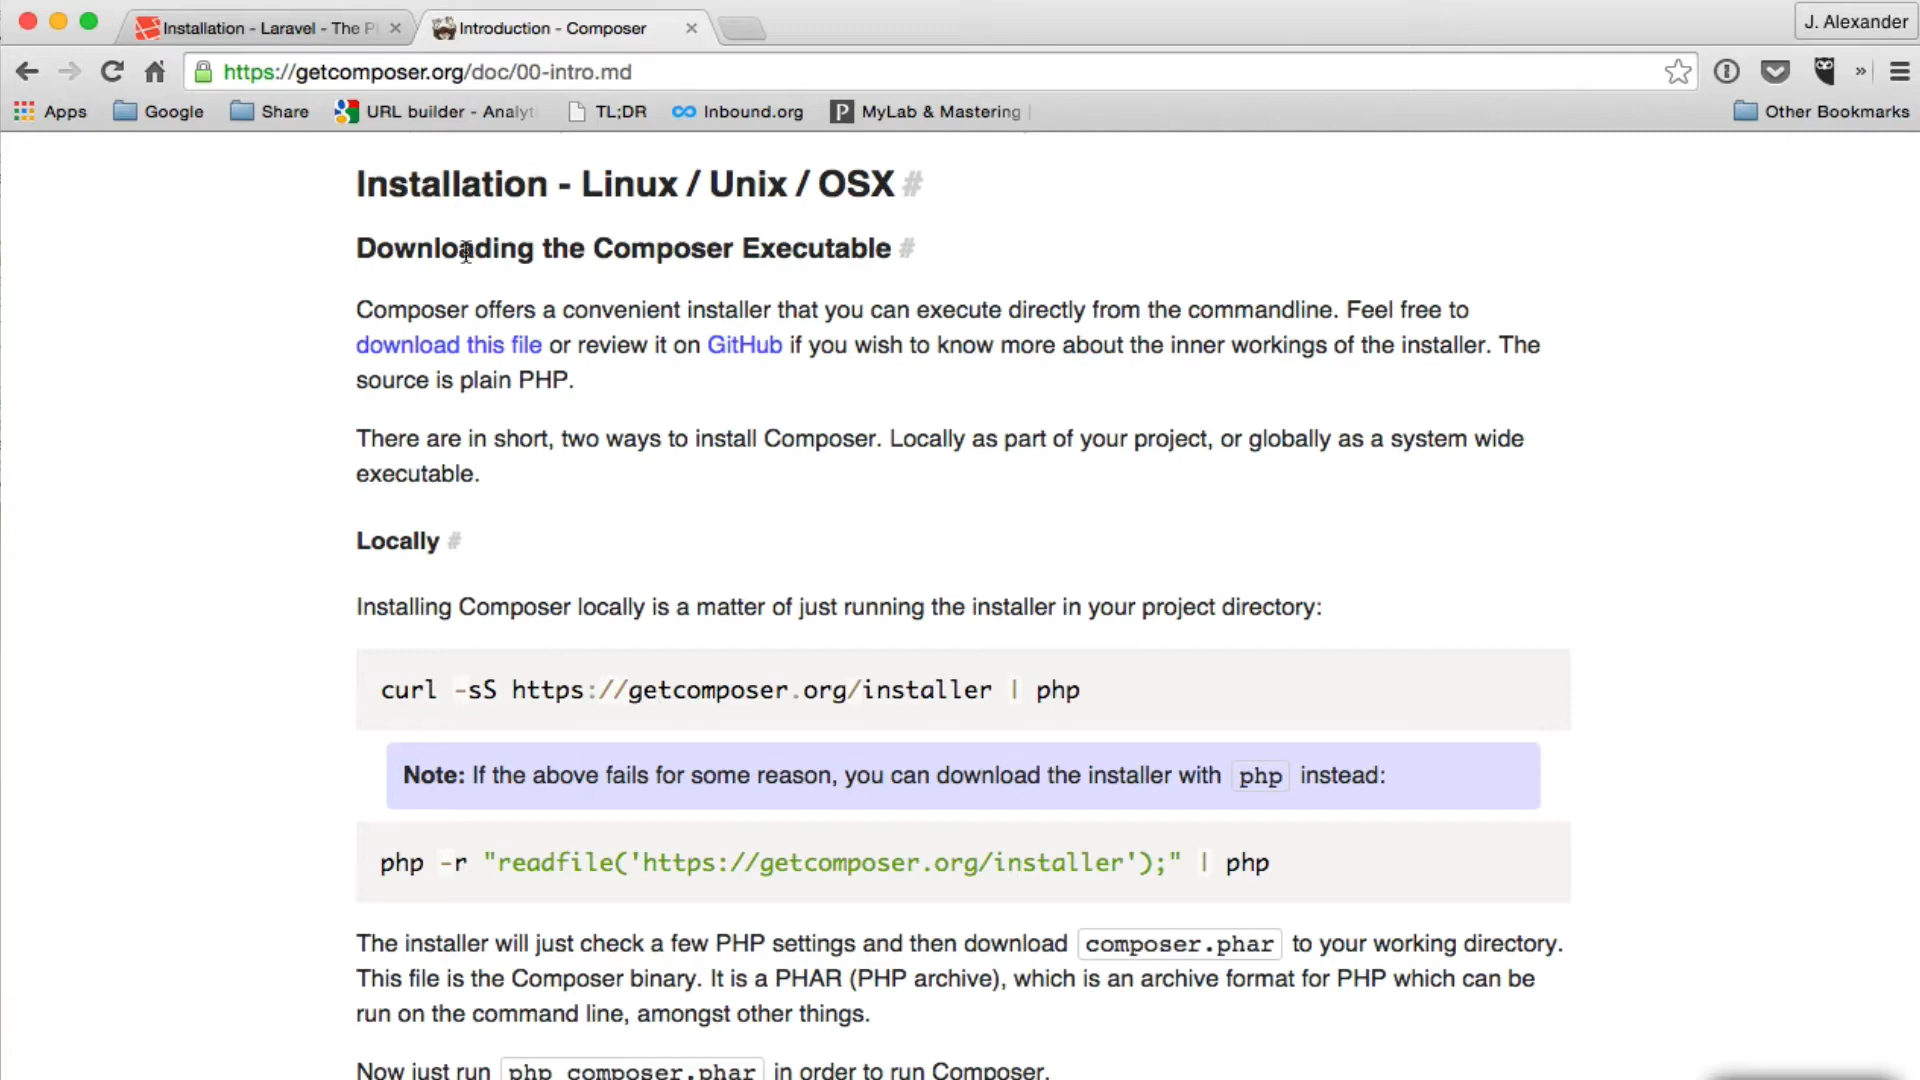 Installation - Laravel - The P
Introduction - Composer
J. Alexander
https://getcomposer.org/doc/00-intro.md
Apps
Google
Share
URL builder - Analyt
TL;DR
Inbound.org
MyLab & Mastering
Other Bookmarks
Installation - Linux / Unix / OSX #
Downloading the Composer Executable #
Composer offers a convenient installer that you can execute directly from the commandline. Feel free to
download this file or review it on GitHub if you wish to know more about the inner workings of the installer. The
source is plain PHP.
There are in short, two ways to install Composer. Locally as part of your project, or globally as a system wide
executable.
Locally #
Installing Composer locally is a matter of just running the installer in your project directory:
curl -sS https://getcomposer.org/installer | php
Note: If the above fails for some reason, you can download the installer with php instead:
php -r "readfile('https://getcomposer.org/installer');" | php
The installer will just check a few PHP settings and then download composer.phar to your working directory.
This file is the Composer binary. It is a PHAR (PHP archive), which is an archive format for PHP which can be
run on the command line, amongst other things.
Now just run php composer.phar in order to run Composer.